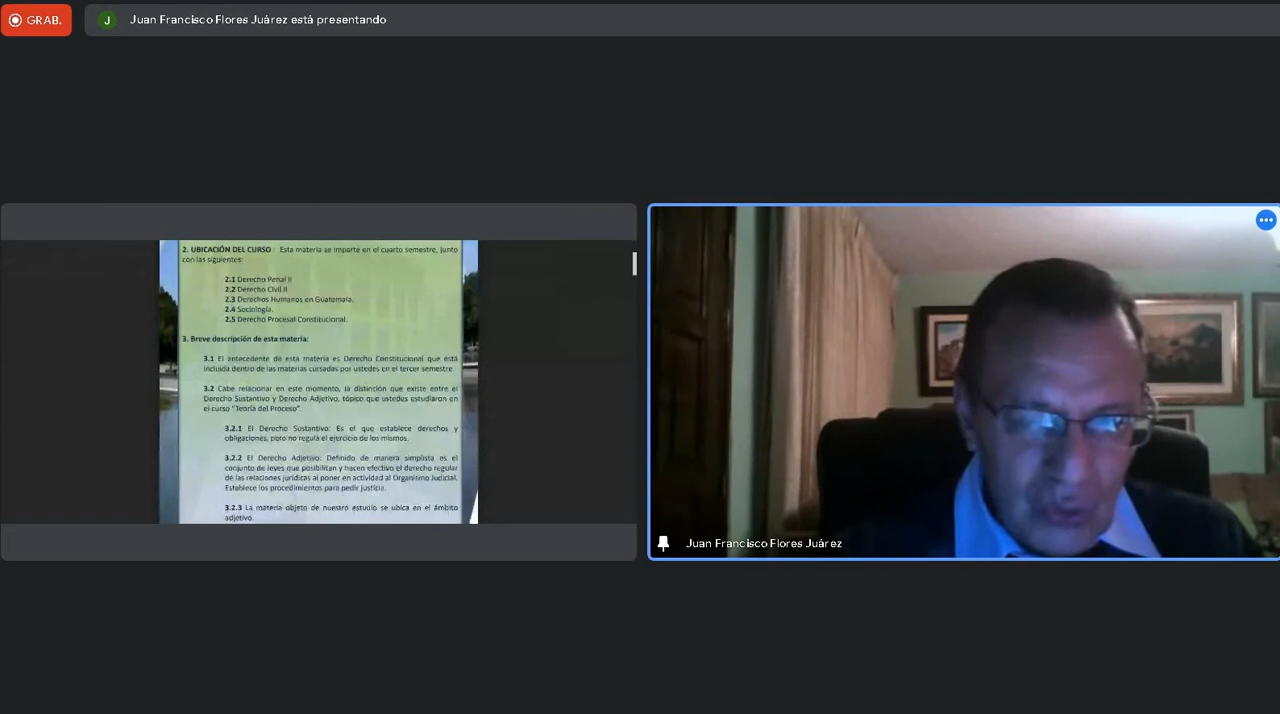 GRAB.
J
Juan Francisco Flores Juárez está presentando
2. UBICACIÓN DEL CURSO : Esta materia se imparte en el cuarto semestre, junto
con las siguientes:
2.1 Derecho Penal II
2.2 Derecho Civil II
2.3 Derechos Humanos en Guatemala.
2.4 Sociología.
2.5 Derecho Procesal Constitucional.
3. Breve descripción de esta materia:
3.1 El antecedente de esta materia es Derecho Constitucional que está
incluida dentro de las materias cursadas por ustedes en el tercer semestre.
3.2 Cabe relacionar en este momento, la distinción que existe entre el
Derecho Sustantivo y Derecho Adjetivo, tópico que ustedes estudiaron en
el curso "Teoría del Proceso".
3.2.1 El Derecho Sustantivo: Es el que establece derechos y
obligaciones, pero no regula el ejercicio de los mismos.
3.2.2 El Derecho Adjetivo: Definido de manera simplista es el
conjunto de leyes que posibilitan y hacen efectivo el derecho regular
de las relaciones jurídicas al poner en actividad al Organismo Judicial.
Establece los procedimientos para pedir justicia.
3.2.3 La materia objeto de nuestro estudio se ubica en el ámbito
adjetivo.
Juan Francisco Flores Juárez